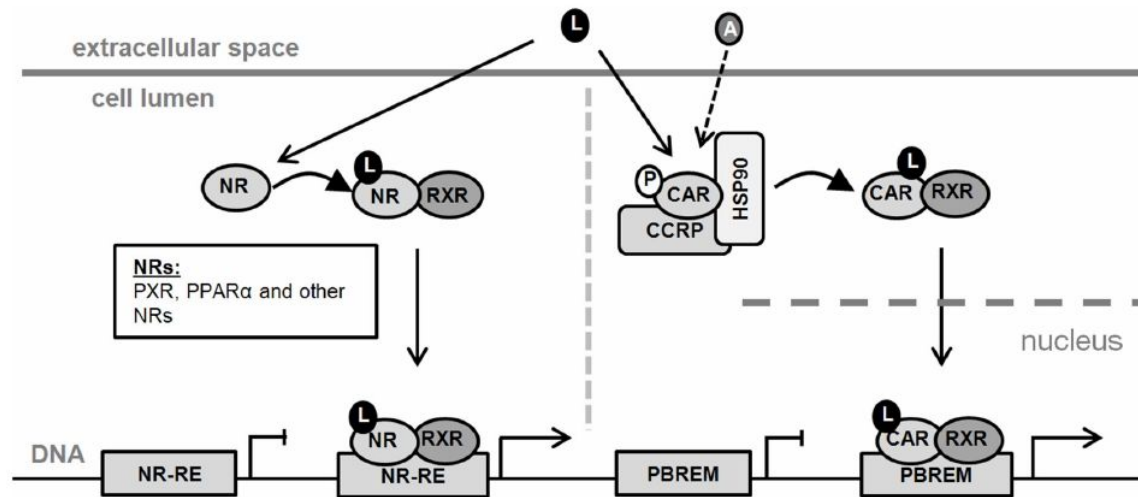 extracellular space
L
A
cell lumen
NR
L
NR
RXR
P
CAR
CCRP
HSP90
L
CAR
RXR
NRs:
PXR, PPARα and other
NRs
nucleus
DNA
NR-RE
L
NR
RXR
NR-RE
PBREM
L
CAR
RXR
PBREM